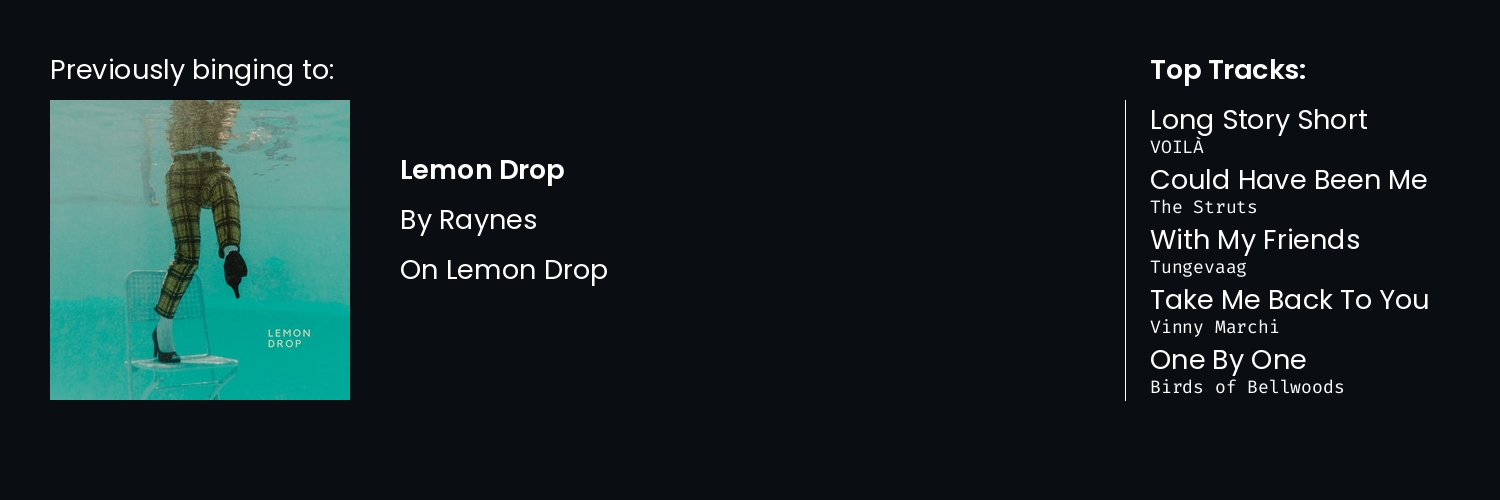 Previously binging to:
LEMON
DROP
Lemon Drop
By Raynes
On Lemon Drop
Top Tracks:
Long Story Short
VOILÀ
Could Have Been Me
The Struts
With My Friends
Tungevaag
Take Me Back To You
Vinny Marchi
One By One
Birds of Bellwoods